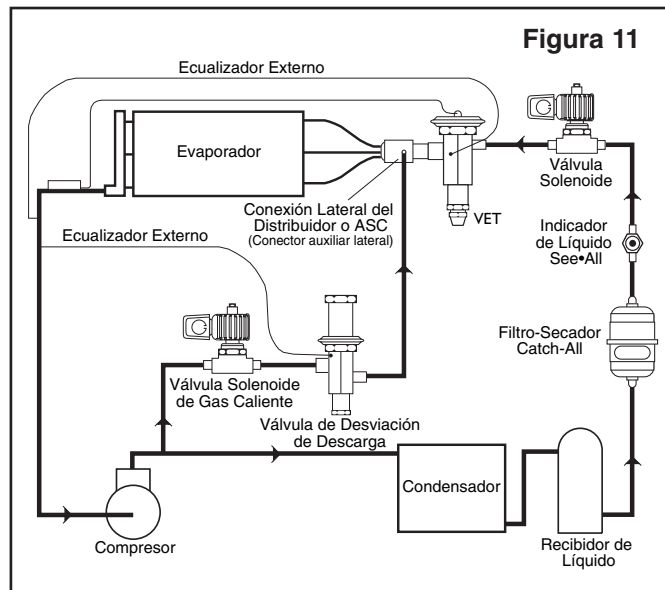 Figura 11
Ecualizador Externo
Evaporador
Válvula
Solenoide
Conexión Lateral del
Distribuidor o ASC
(Conector auxiliar lateral)
VET
Indicador
de Líquido
See•All
Ecualizador Externo
Filtro-Secador
Catch-All
Válvula Solenoide
de Gas Caliente
Válvula de Desviación
de Descarga
Condensador
Compresor
Recibidor de
Líquido